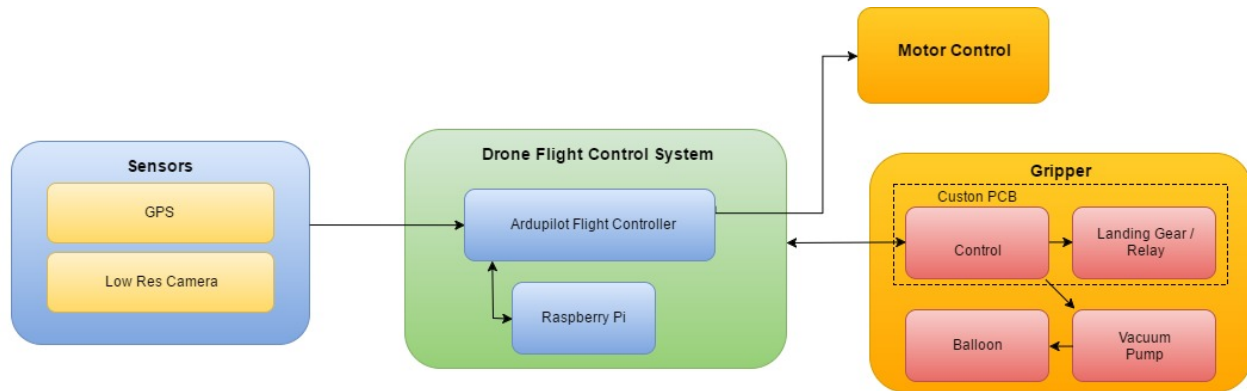 Motor Control
Sensors
GPS
Low Res Camera
Drone Flight Control System
Ardupilot Flight Controller
Raspberry Pi
Gripper
Custon PCB
Control
Landing Gear /
Relay
Balloon
Vacuum
Pump